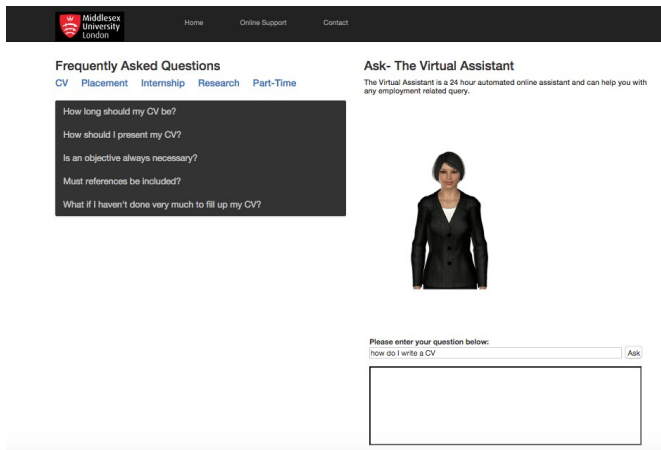 Middlesex
University
London
Home Online Support Contact
Frequently Asked Questions
CV Placement Internship Research Part-Time
How long should my CV be?
How should I present my CV?
Is an objective always necessary?
Must references be included?
What if I haven't done very much to fill up my CV?
Ask- The Virtual Assistant
The Virtual Assistant is a 24 hour automated online assistant and can help you with
any employment related query.
Please enter your question below:
how do I write a CV Ask